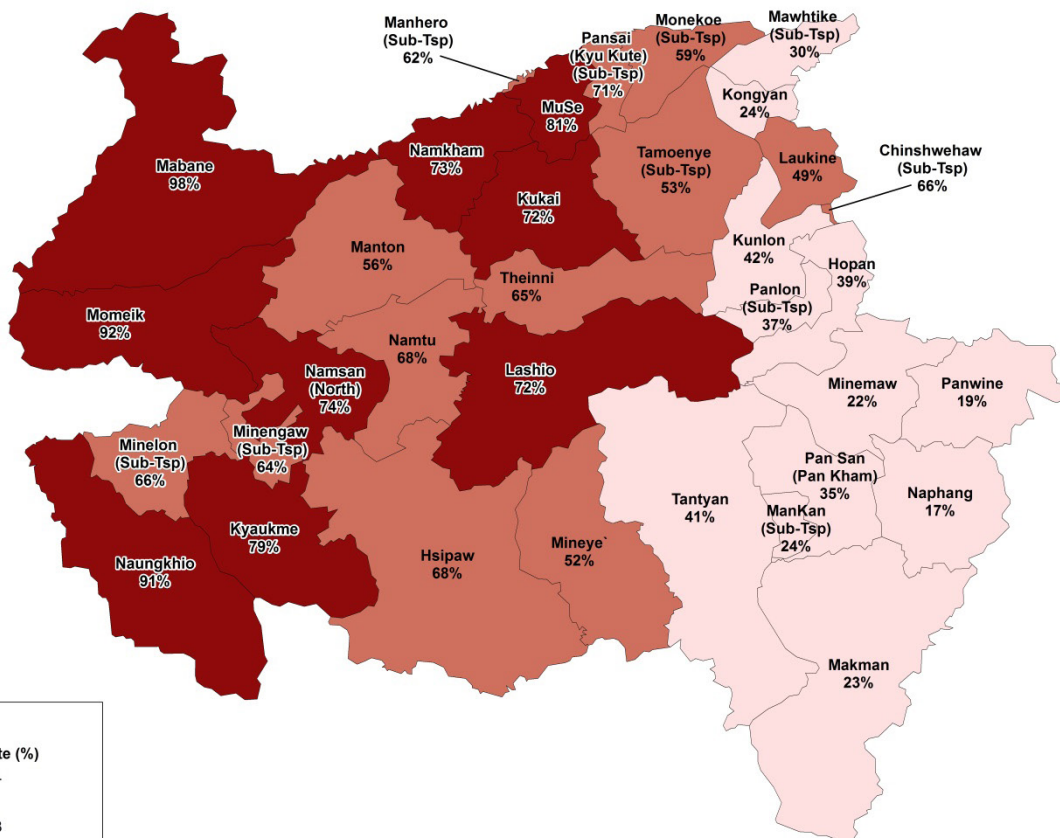 Manhero
(Sub-Tsp)
62%
Pansai
(Kyu Kute)
(Sub-Tsp)
71%
Monekoe
(Sub-Tsp)
59%
Mawhtike
(Sub-Tsp)
30%
Kongyan
24%
MuSe
81%
Namkham
73%
Mabane
98%
Tamoenye
(Sub-Tsp)
53%
Laukine
49%
Chinshwehaw
(Sub-Tsp)
66%
Kukai
72%
Manton
56%
Kunlon
42%
Hopan
39%
Theinni
65%
Panlon
(Sub-Tsp)
37%
Momeik
92%
Namtu
68%
Namsan
(North)
74%
Lashio
72%
Minemaw
22%
Panwine
19%
Minelon
(Sub-Tsp)
66%
Minengaw
(Sub-Tsp)
64%
Pan San
(Pan Kham)
35%
Tantyan
41%
Naphang
17%
ManKan
(Sub-Tsp)
24%
Kyaukme
79%
Hsipaw
68%
Mineye`
52%
Naungkhio
91%
Makman
23%
(%)